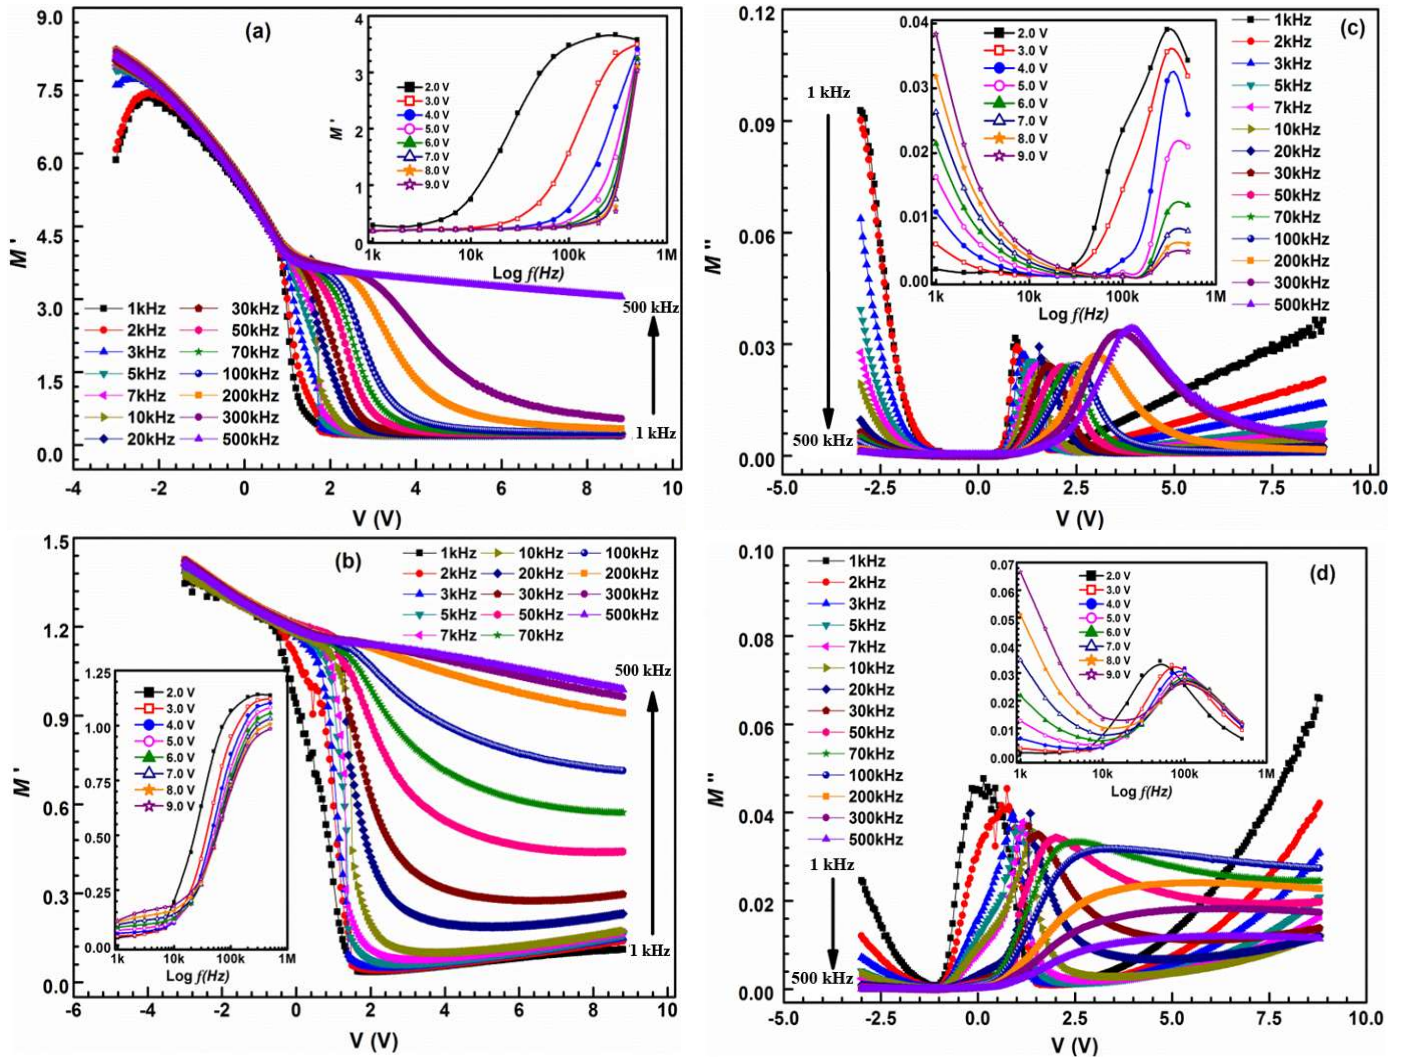 (a)
9.0
7.5
6.0
4.5
3.0
1.5
0.0
M'
-4 -2 0 2 4 6 8 10
V (V)
1kHz 30kHz
2kHz 50kHz
3kHz 70kHz
5kHz 100kHz
7kHz 200kHz
10kHz 300kHz
20kHz 500kHz
500 kHz
1 kHz
4
3
2
1
0
M'
2.0 V
3.0 V
4.0 V
5.0 V
6.0 V
7.0 V
8.0 V
9.0 V
1k 10k 100k 1M
Log f(Hz)
(c)
0.12
0.09
0.06
0.03
0.00
M"
-5.0 -2.5 0.0 2.5 5.0 7.5 10.0
V (V)
1 kHz
500 kHz
1kHz
2kHz
3kHz
5kHz
7kHz
10kHz
20kHz
30kHz
50kHz
70kHz
100kHz
200kHz
300kHz
500kHz
0.04
0.03
0.02
0.01
0.00
2.0 V
3.0 V
4.0 V
5.0 V
6.0 V
7.0 V
8.0 V
9.0 V
1k 10k 100k 1M
Log f(Hz)
(b)
1.5
1.2
0.9
0.6
0.3
0.0
M'
-6 -4 -2 0 2 4 6 8 10
V (V)
1kHz 10kHz 100kHz
2kHz 20kHz 200kHz
3kHz 30kHz 300kHz
5kHz 50kHz 500kHz
7kHz 70kHz
500 kHz
1 kHz
1.25
1.00
0.75
0.50
0.25
0.00
2.0 V
3.0 V
4.0 V
5.0 V
6.0 V
7.0 V
8.0 V
9.0 V
1k 10k 100k 1M
Log f(Hz)
(d)
0.10
0.08
0.06
0.04
0.02
0.00
M"
-5.0 -2.5 0.0 2.5 5.0 7.5 10.0
V (V)
1kHz
2kHz
3kHz
5kHz
7kHz
10kHz
20kHz
30kHz
50kHz
70kHz
100kHz
200kHz
300kHz
500kHz
1 kHz
500 kHz
0.07
0.06
0.05
0.04
0.03
0.02
0.01
0.00
2.0 V
3.0 V
4.0 V
5.0 V
6.0 V
7.0 V
8.0 V
9.0 V
1k 10k 100k 1M
Log f(Hz)